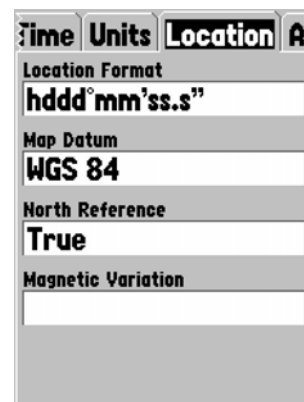 Time Units Location A
Location Format
hddd°mm'ss.s”
Map Datum
WGS 84
North Reference
True
Magnetic Variation